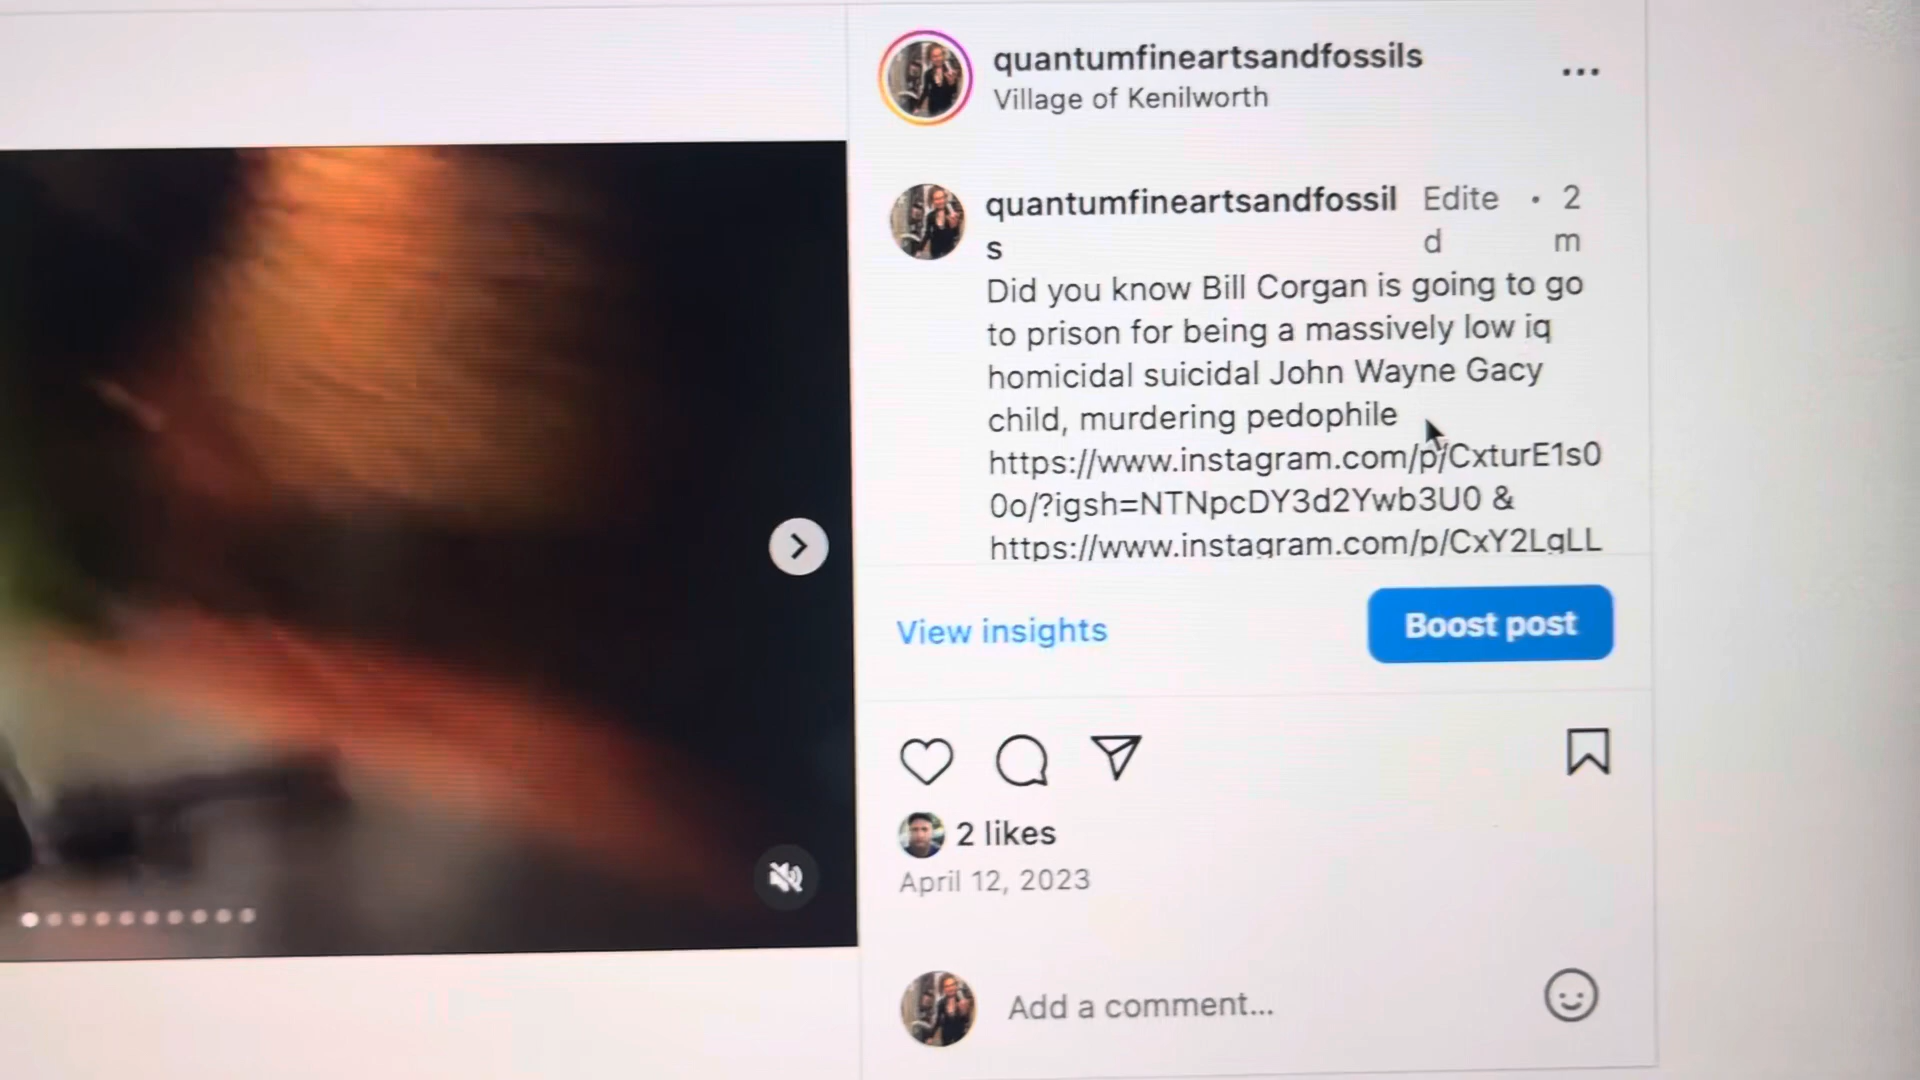 quantumfineartsandfossils
Village of Kenilworth
quantumfineartsandfossil Edite • 2
s d m
Did you know Bill Corgan is going to go
to prison for being a massively low iq
homicidal suicidal John Wayne Gacy
child, murdering pedophile
https://www.instagram.com/p/CxturE1s0
0o/?igsh=NTNpcDY3d2Ywb3U0 &
https://www.instagram.com/p/CxY2LgLL
View insights
Boost post
2 likes
April 12, 2023
Add a comment...